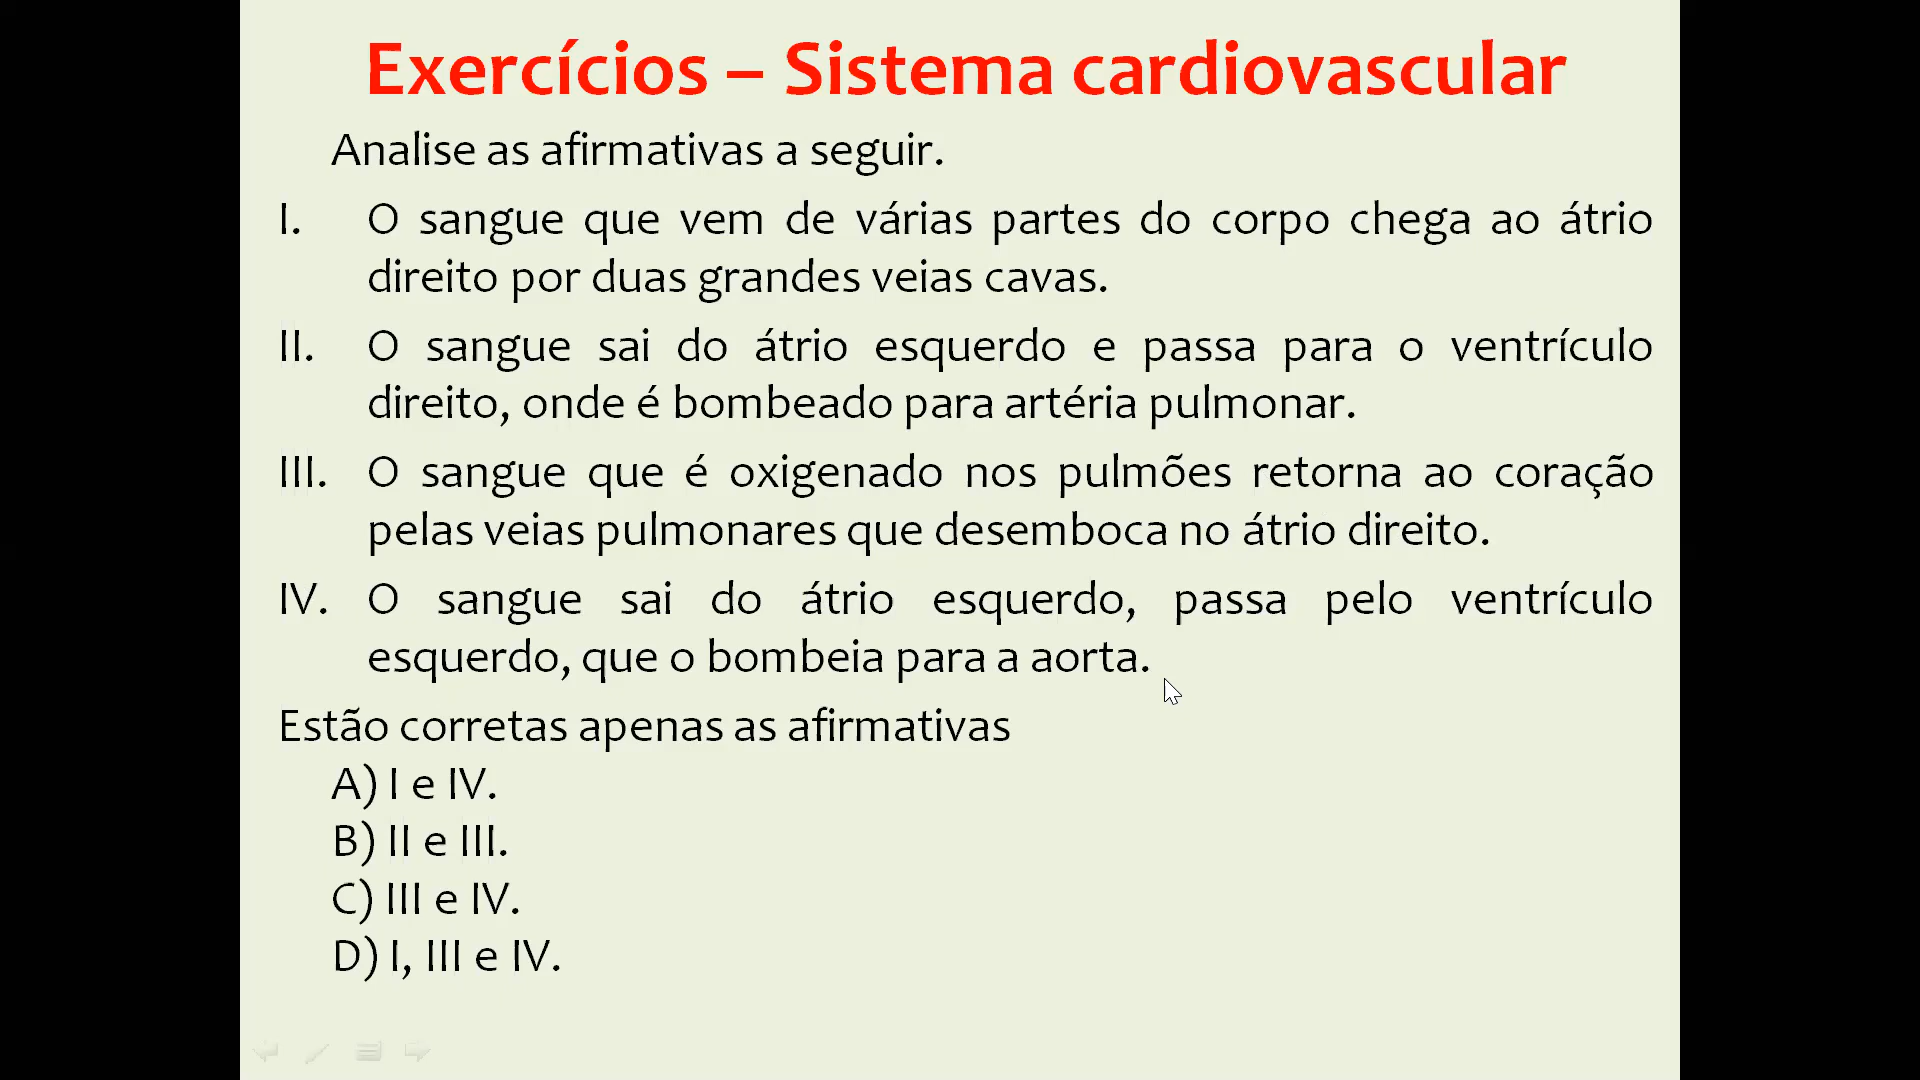 Exercícios – Sistema cardiovascular
Analise as afirmativas a seguir.
I. O sangue que vem de várias partes do corpo chega ao átrio
direito por duas grandes veias cavas.
II. O sangue sai do átrio esquerdo e passa para o ventrículo
direito, onde é bombeado para artéria pulmonar.
III. O sangue que é oxigenado nos pulmões retorna ao coração
pelas veias pulmonares que desemboca no átrio direito.
IV. O sangue sai do átrio esquerdo, passa pelo ventrículo
esquerdo, que o bombeia para a aorta.
Estão corretas apenas as afirmativas
A) I e IV.
B) II e III.
C) III e IV.
D) I, III e IV.